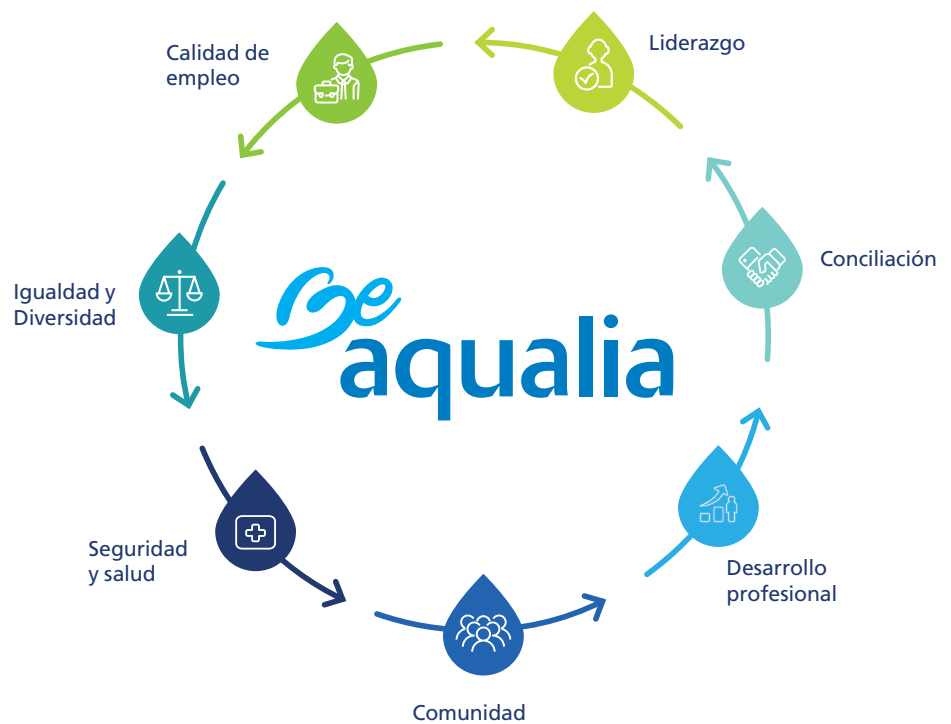 Calidad de
empleo
Liderazgo
Conciliación
Igualdad y
Diversidad
Be
aqualia
Seguridad
y salud
Desarrollo
profesional
Comunidad